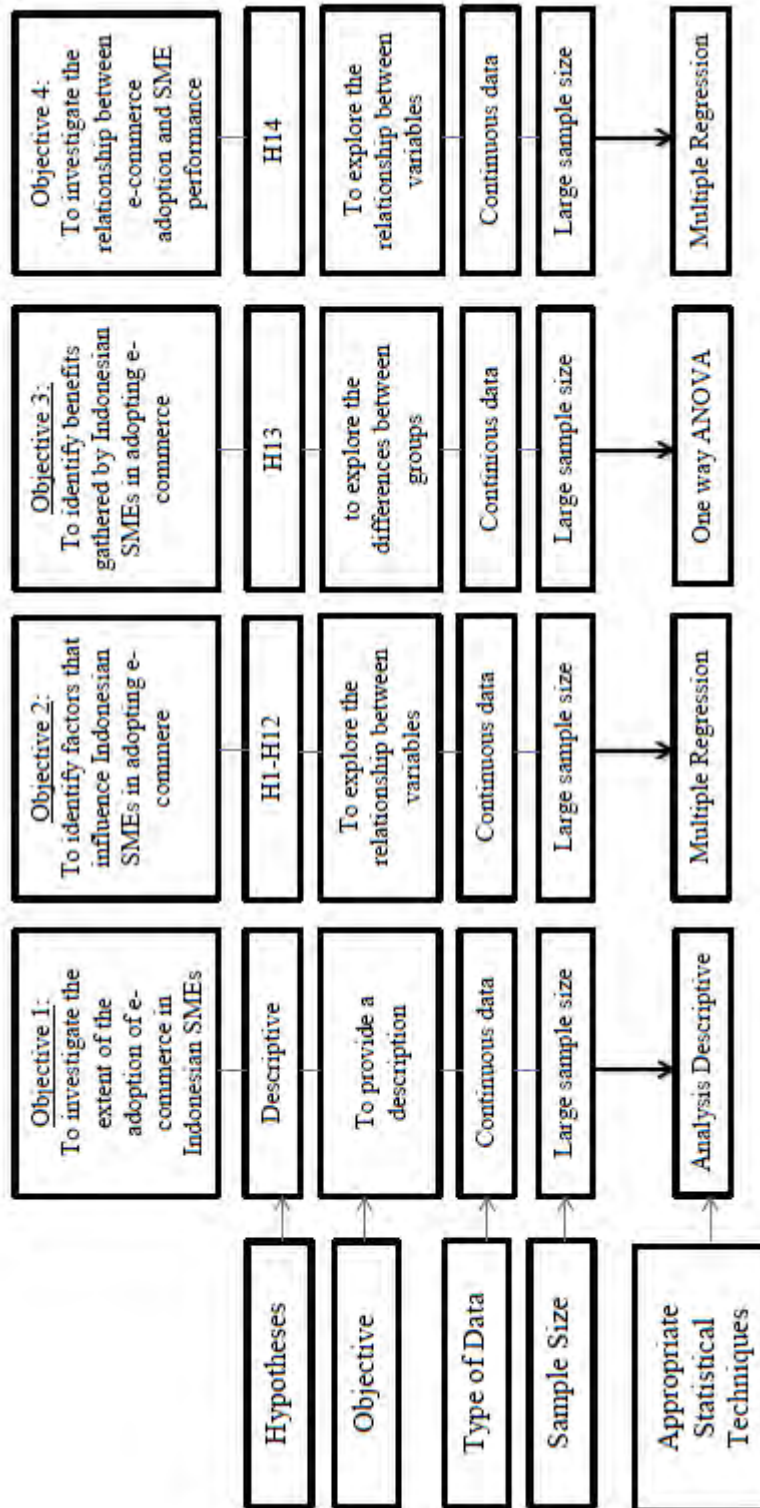 Objective 1:
To investigate the
extent of the
adoption of e-
commerce in
Indonesian SMEs
Objective 2:
To identify factors that
influence Indonesian
SMEs in adopting e-
commere
Objective 3:
To identify benefits
gathered by Indonesian
SMEs in adopting e-
commerce
Objective 4:
To investigate the
relationship between
e-commerce
adoption and SME
performance
Hypotheses
Descriptive
H1-H12
H13
H14
Objective
To provide a
description
To explore the
relationship between
variables
to explore the
differences between
groups
To explore the
relationship between
variables
Type of Data
Continuous data
Continuous data
Continuous data
Continuous data
Sample Size
Large sample size
Large sample size
Large sample size
Large sample size
Appropriate
Statistical
Techniques
Analysis Descriptive
Multiple Regression
One way ANOVA
Multiple Regression